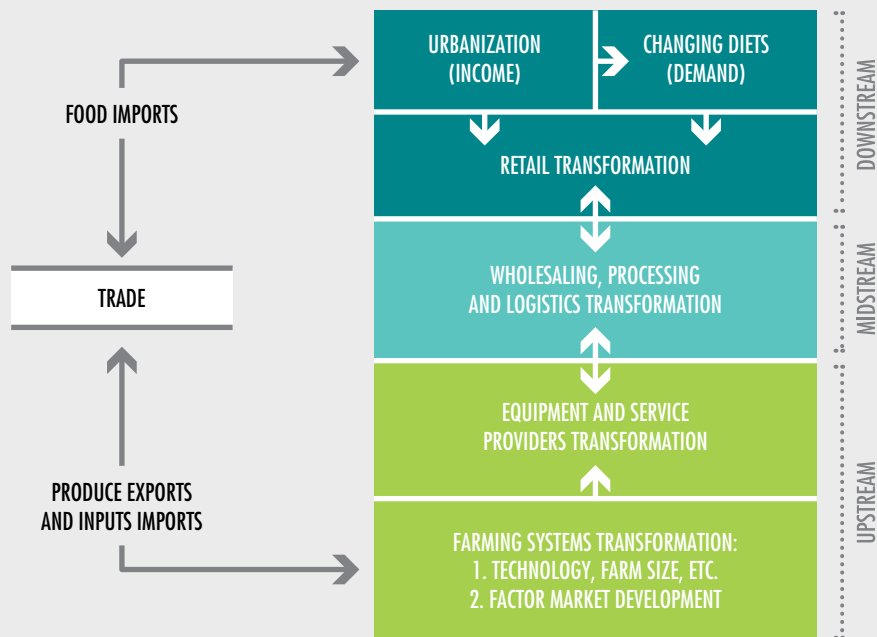 URBANIZATION
(INCOME)
CHANGING DIETS
(DEMAND)
FOOD IMPORTS
RETAIL TRANSFORMATION
DOWNSTREAM
TRADE
WHOLESALING, PROCESSING
AND LOGISTICS TRANSFORMATION
MIDSTREAM
EQUIPMENT AND SERVICE
PROVIDERS TRANSFORMATION
PRODUCE EXPORTS
AND INPUTS IMPORTS
FARMING SYSTEMS TRANSFORMATION:
1. TECHNOLOGY, FARM SIZE, ETC.
2. FACTOR MARKET DEVELOPMENT
UPSTREAM